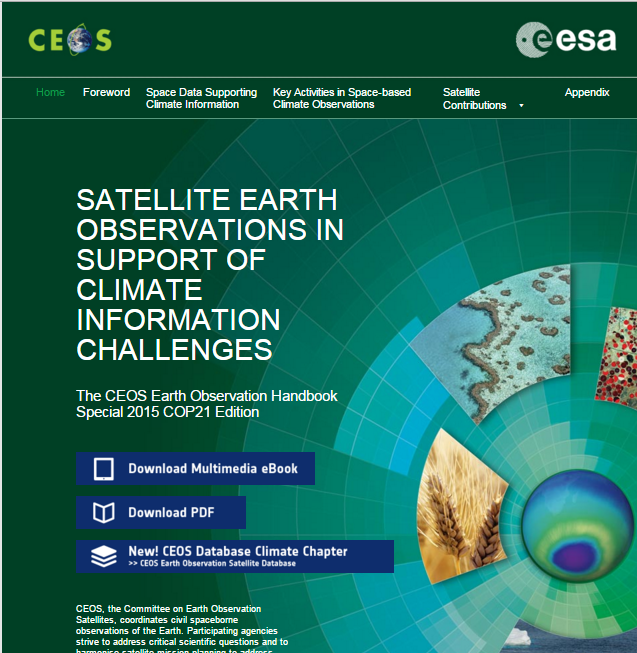 CEOS
esa
Home
Foreword
Space Data Supporting
Climate Information
Key Activities in Space-based
Climate Observations
Satellite
Contributions
Appendix
SATELLITE EARTH
OBSERVATIONS IN
SUPPORT OF
CLIMATE
INFORMATION
CHALLENGES
The CEOS Earth Observation Handbook
Special 2015 COP21 Edition
Download Multimedia eBook
Download PDF
New! CEOS Database Climate Chapter
>> CEOS Earth Observation Satellite Database
CEOS, the Committee on Earth Observation
Satellites, coordinates civil spaceborne
observations of the Earth. Participating agencies
strive to address critical scientific questions and to
harmonise satellite mission planning to address